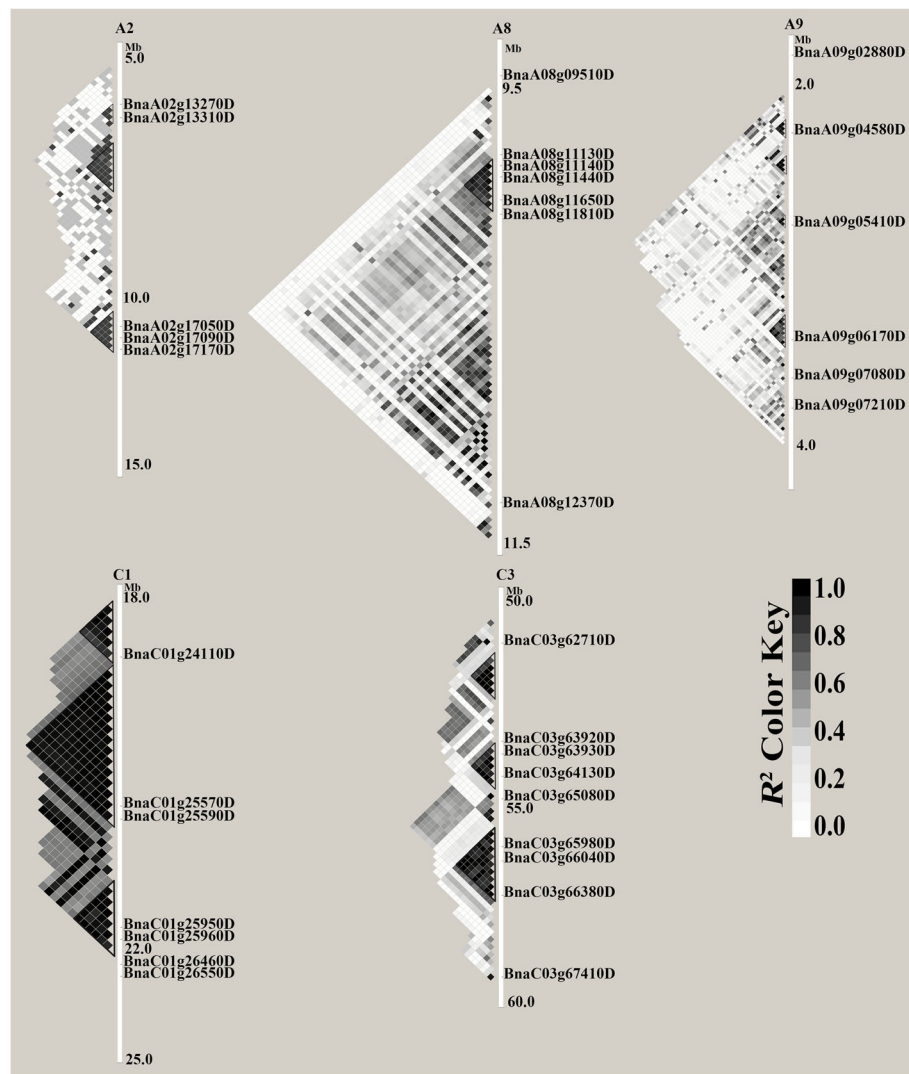 A2
Mb
5.0
BnaA02g13270D
BnaA02g13310D
10.0
BnaA02g17050D
BnaA02g17090D
BnaA02g17170D
15.0
A8
Mb
BnaA08g09510D
9.5
BnaA08g11130D
BnaA08g11140D
BnaA08g11440D
BnaA08g11650D
BnaA08g11810D
BnaA08g12370D
11.5
A9
Mb
BnaA09g02880D
2.0
BnaA09g04580D
BnaA09g05410D
BnaA09g06170D
BnaA09g07080D
BnaA09g07210D
4.0
C1
Mb
18.0
BnaC01g24110D
BnaC01g25570D
BnaC01g25590D
BnaC01g25950D
BnaC01g25960D
22.0
BnaC01g26460D
BnaC01g26550D
25.0
C3
Mb
50.0
BnaC03g62710D
BnaC03g63920D
BnaC03g63930D
BnaC03g64130D
BnaC03g65080D
55.0
BnaC03g65980D
BnaC03g66040D
BnaC03g66380D
BnaC03g67410D
60.0
R² Color Key
1.0
0.8
0.6
0.4
0.2
0.0